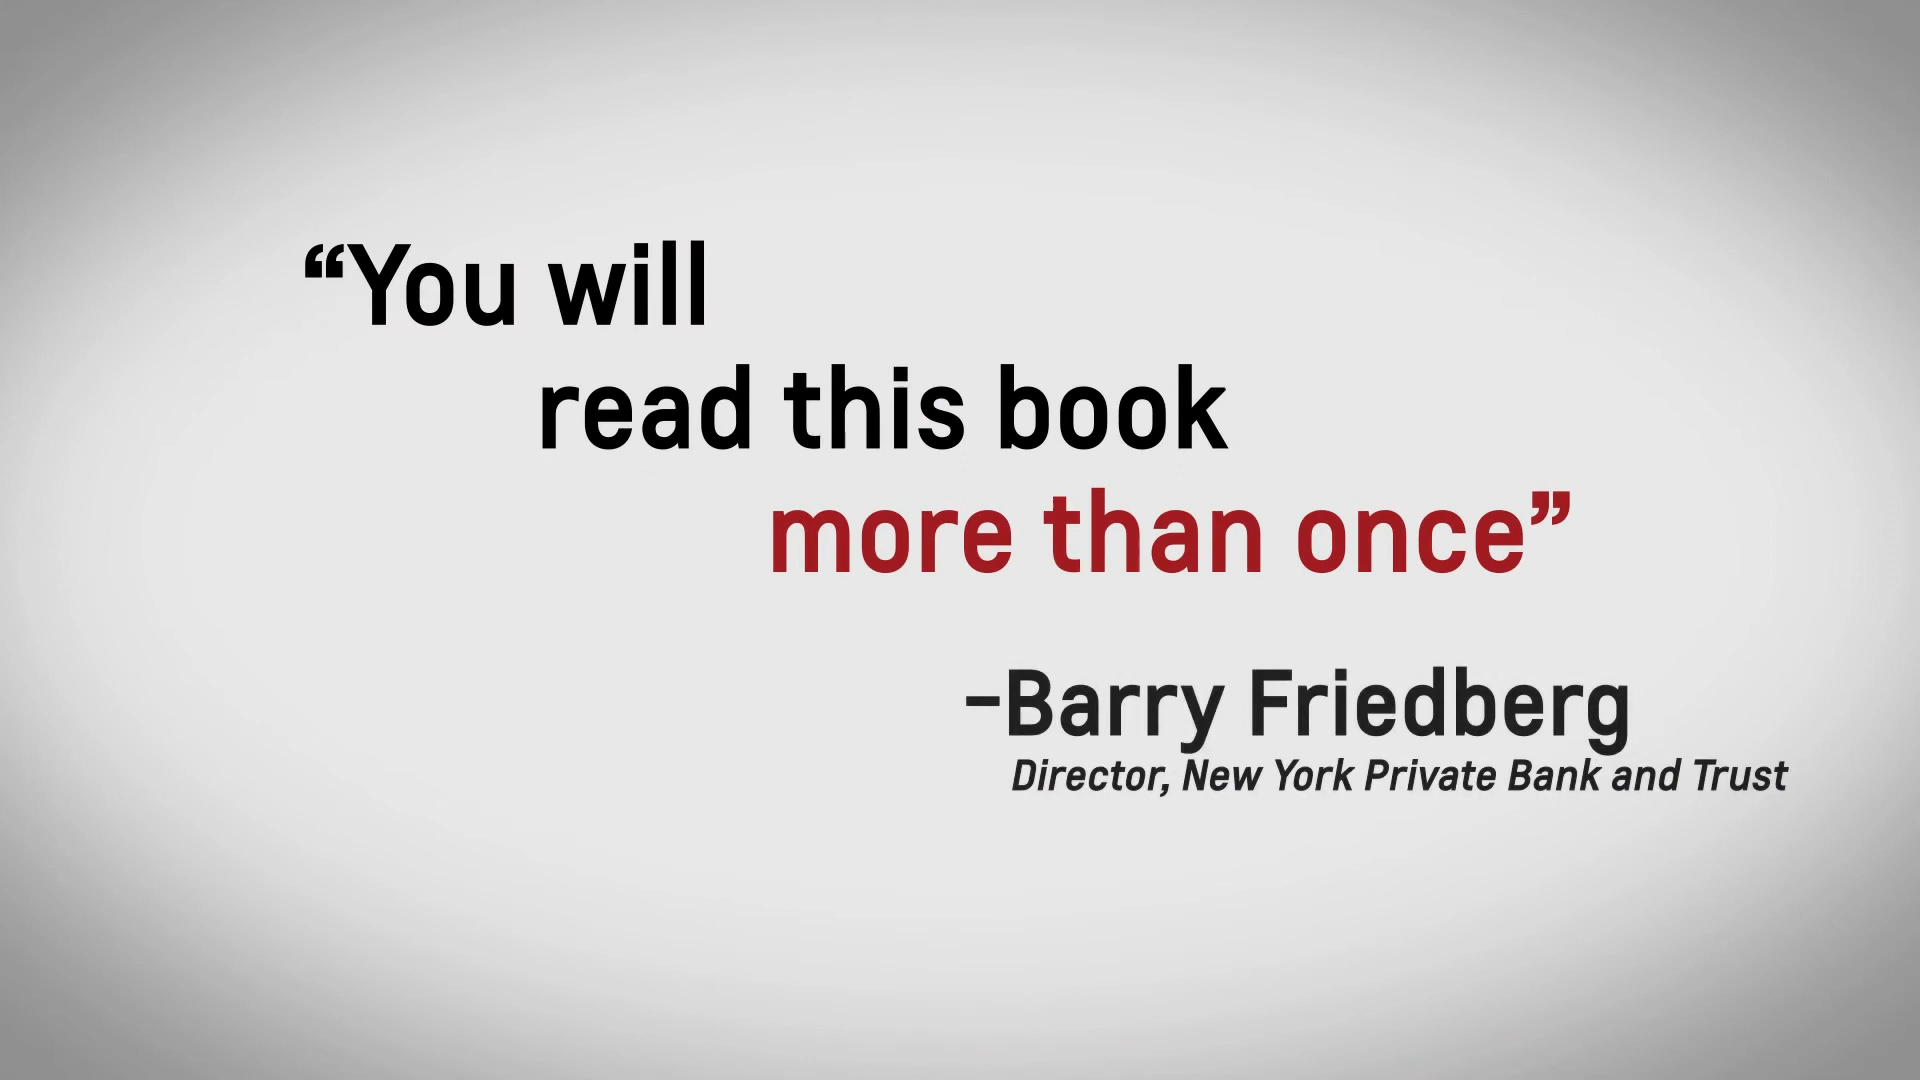 “You will
read this book
more than once”
-Barry Friedberg
Director, New York Private Bank and Trust